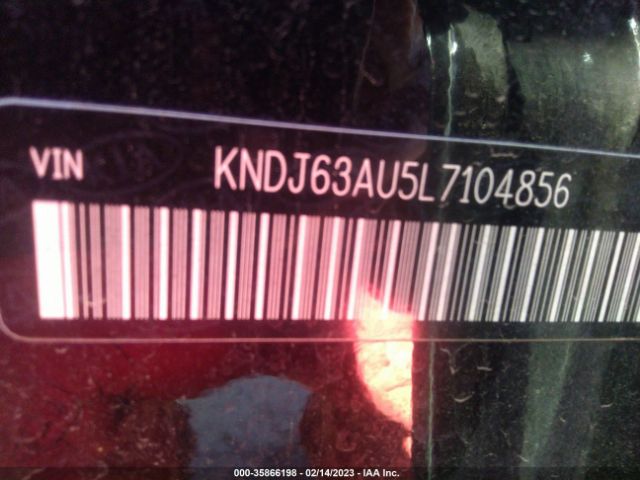 VIN KNDJ63AU5L7104856
000-35866198 - 02/14/2023 - IAA Inc.